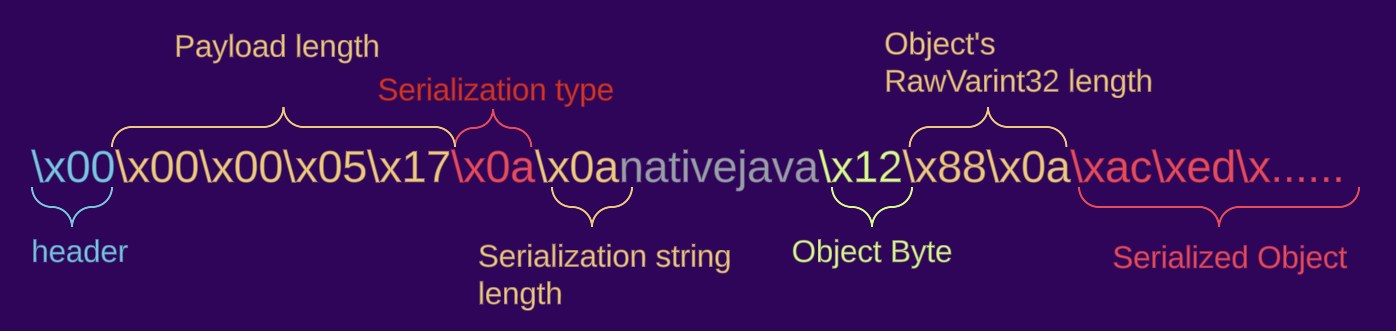 Payload length
Object's
RawVarint32 length
Serialization type
\x00\x00\x00\x05\x17\x0a\x0anativejava\x12\x88\x0a\xac\xed\x......
header
Serialization string
length
Object Byte
Serialized Object